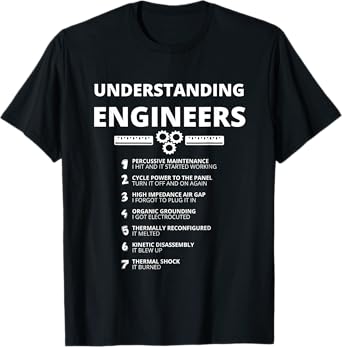 UNDERSTANDING
ENGINEERS
1 PERCUSSIVE MAINTENANCE
I HIT AND IT STARTED WORKING
2 CYCLE POWER TO THE PANEL
TURN IT OFF AND ON AGAIN
3 HIGH IMPEDANCE AIR GAP
I FORGOT TO PLUG IT IN
4 ORGANIC GROUNDING
I GOT ELECTROCUTED
5 THERMALLY RECONFIGURED
IT MELTED
6 KINETIC DISASSEMBLY
IT BLEW UP
7 THERMAL SHOCK
IT BURNED